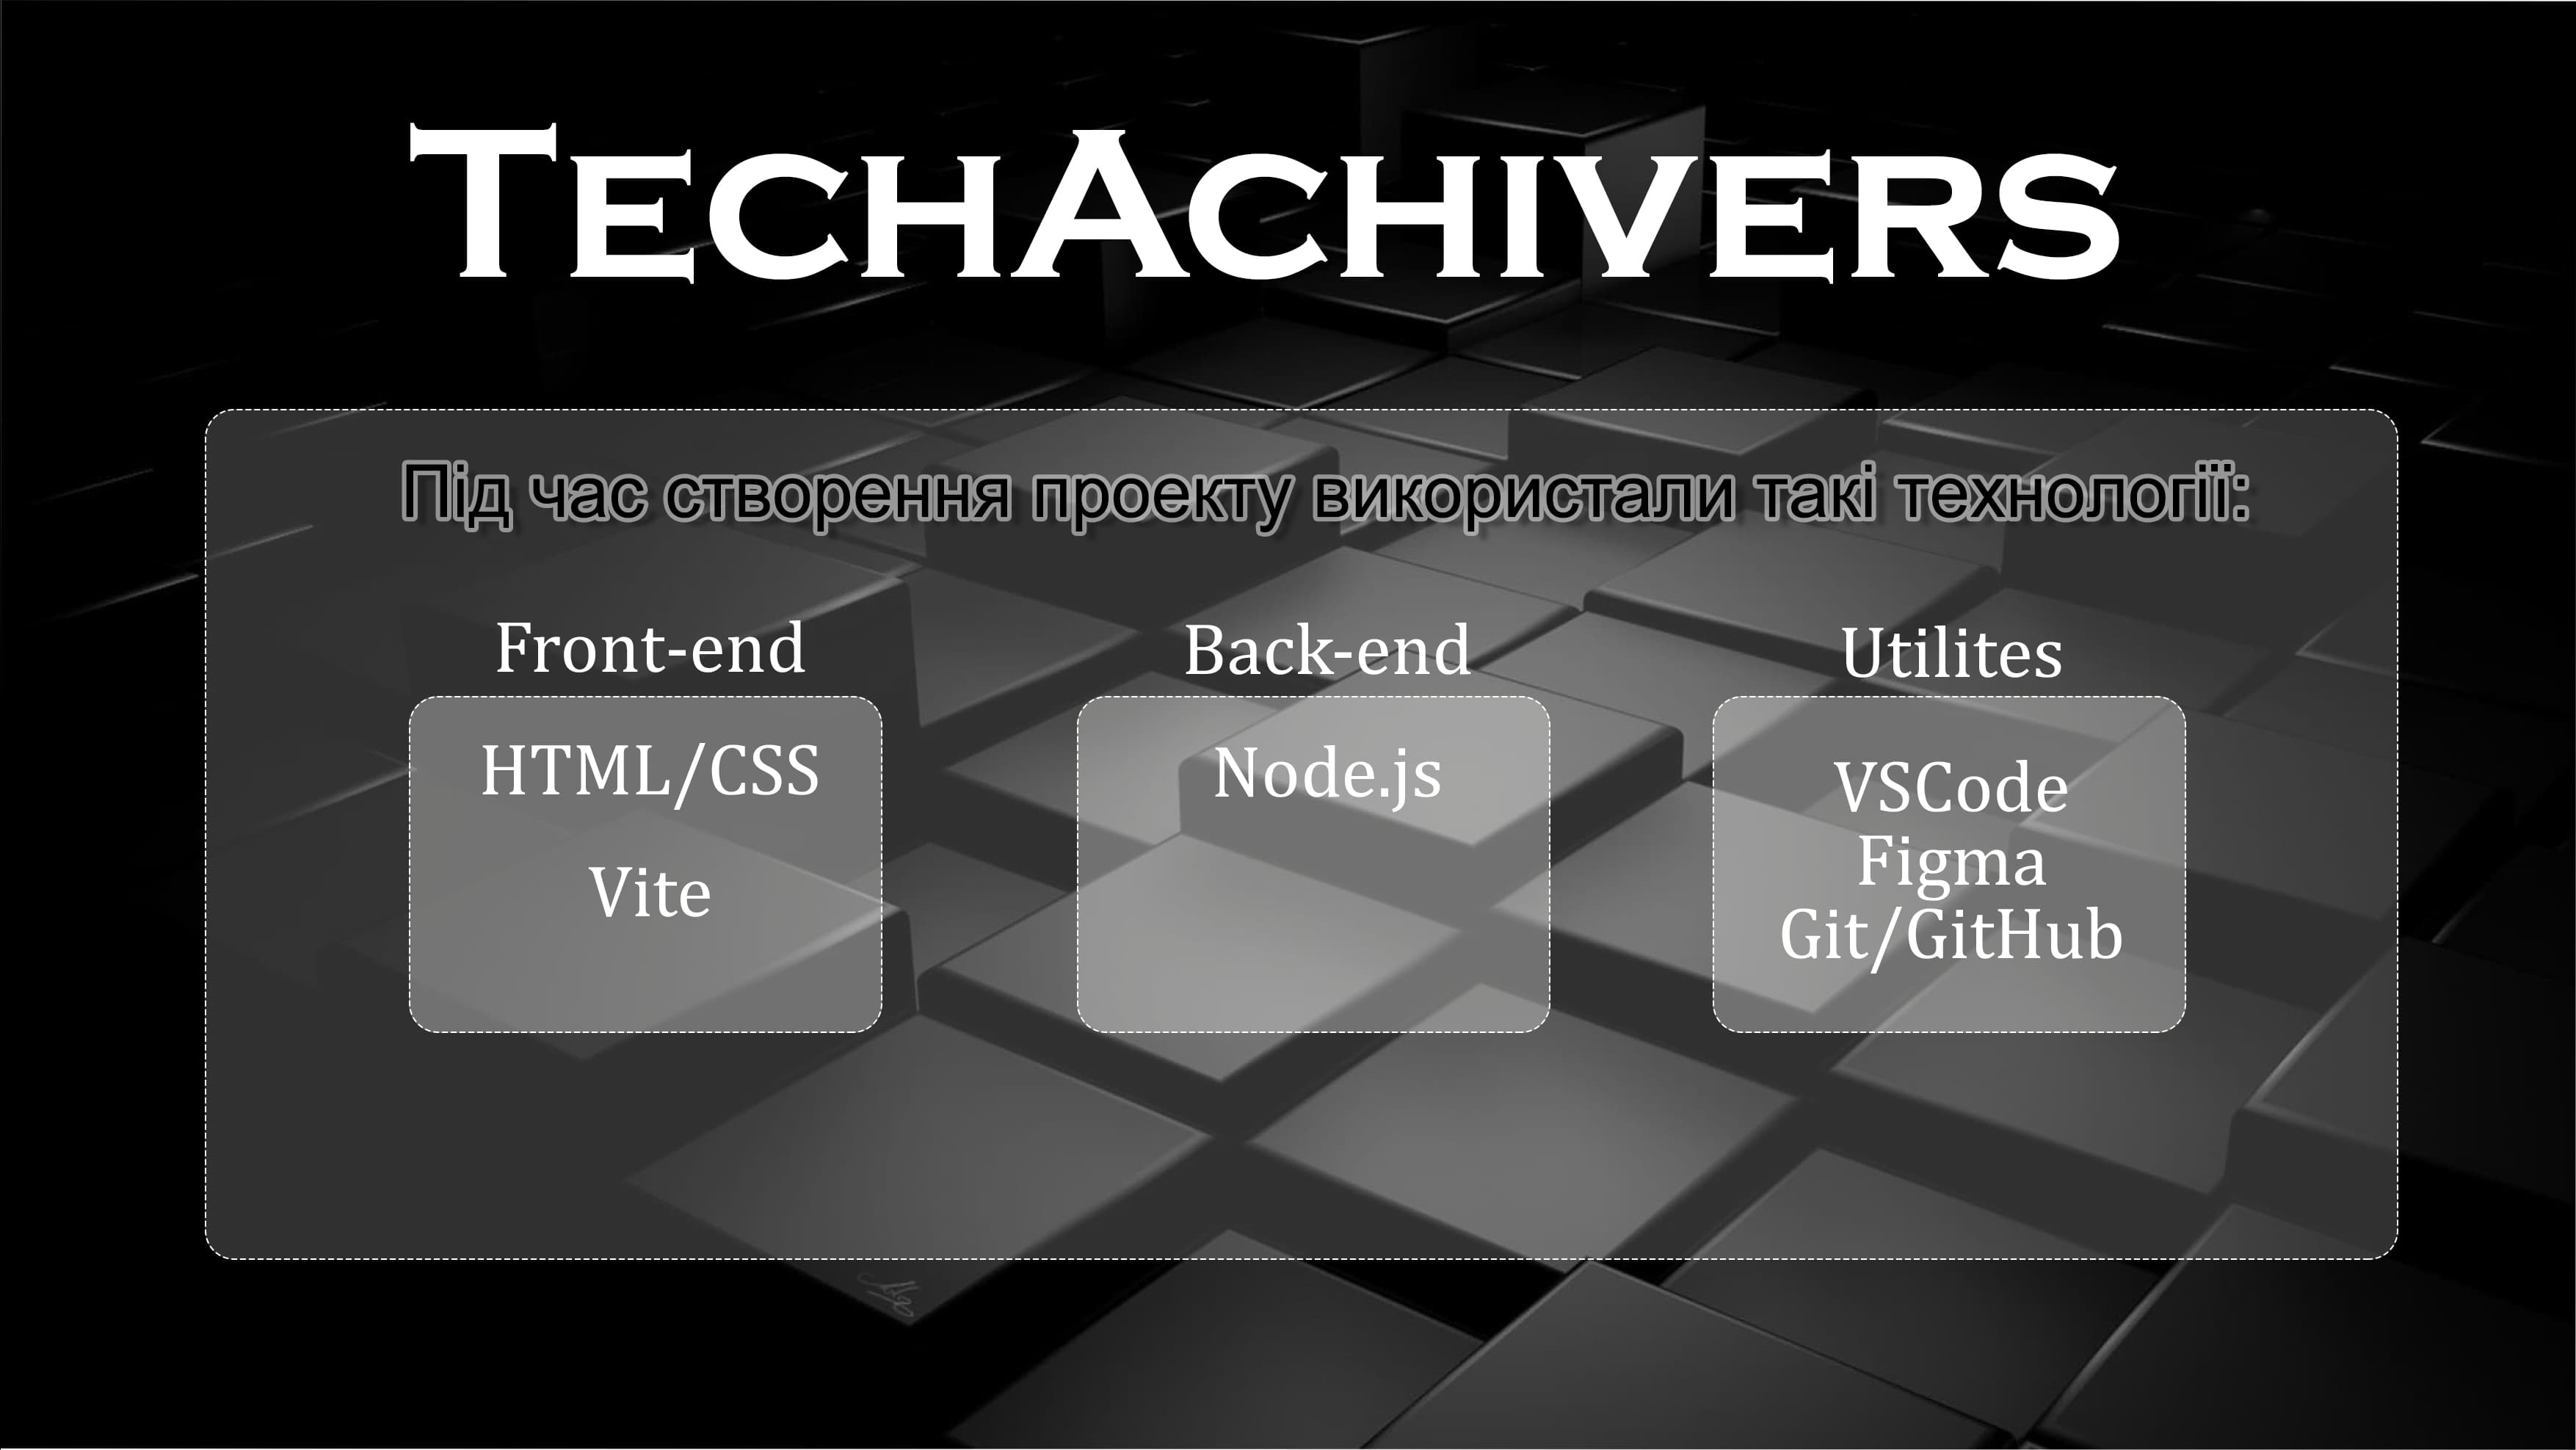 TechAchivers
Під час створення проекту використали такі технології:
Front-end
HTML/CSS
Vite
Back-end
Node.js
Utilites
VSCode
Figma
Git/GitHub